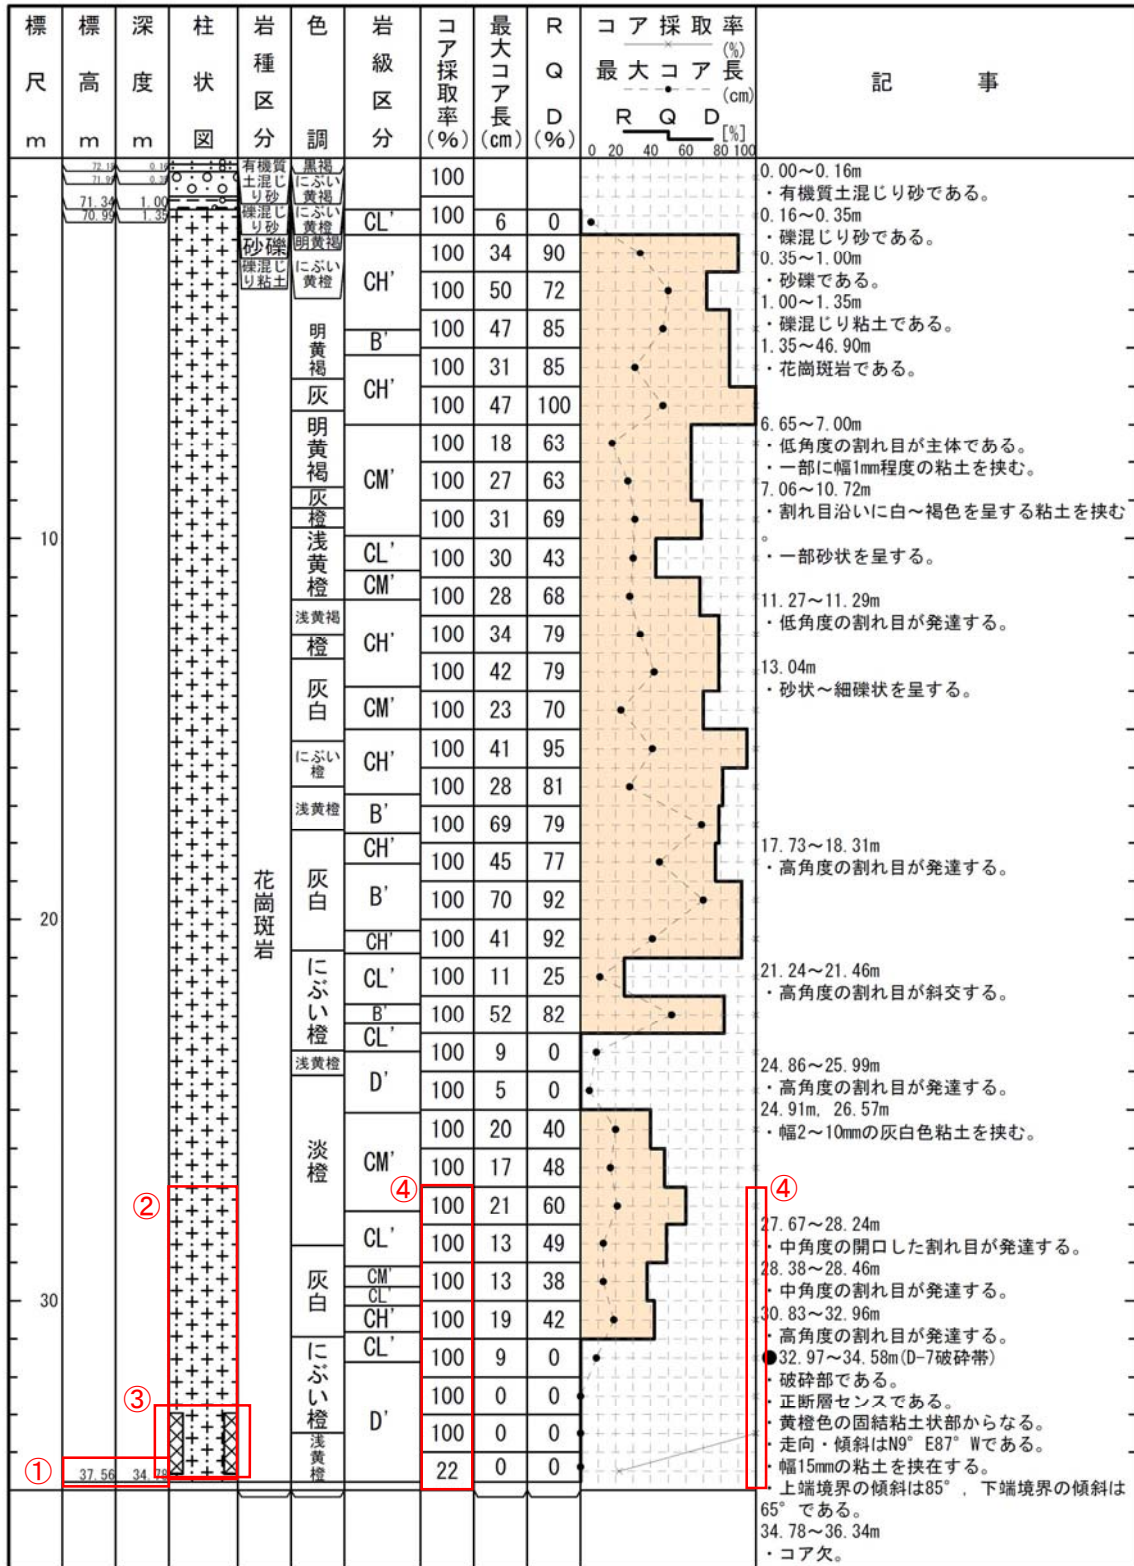 標尺m
標高m
深度m
柱状図
岩種区分
色調
岩級区分
コア採取率(%)
最大コア長(cm)
RQD(%)
コア採取率
(%)
最大コア長
(cm)
R Q D
[%]
0 20 40 60 80 100
記 事
71.34 1.00
70.99 1.35
37.56 34.78
10
20
30
有機質土混じり砂
礫混じり砂
砂礫
礫混じり粘土
花崗斑岩
黒褐
にぶい黄褐
にぶい黄橙
明黄褐
にぶい黄橙
明黄褐
灰
明黄褐
灰
橙
浅黄橙
浅黄褐
橙
灰白
にぶい橙
浅黄橙
灰白
にぶい橙
浅黄橙
淡橙
灰白
にぶい橙
浅黄橙
CL'
CH'
B'
CH'
CM'
CL'
CM'
CH'
CM'
CH'
B'
CH'
B'
CH'
CL'
B'
CL'
D'
CM'
CL'
CM'
CL'
CH'
CL'
D'
100
100 6 0
100 34 90
100 50 72
100 47 85
100 31 85
100 47 100
100 18 63
100 27 63
100 31 69
100 30 43
100 28 68
100 34 79
100 42 79
100 23 70
100 41 95
100 28 81
100 69 79
100 45 77
100 70 92
100 41 92
100 11 25
100 52 82
100 9 0
100 5 0
100 20 40
100 17 48
100 21 60
100 13 49
100 13 38
100 19 42
100 9 0
100 0 0
100 0 0
22 0 0
①
②
③
④
④
0.00～0.16m
・有機質土混じり砂である。
0.16～0.35m
・礫混じり砂である。
0.35～1.00m
・砂礫である。
1.00～1.35m
・礫混じり粘土である。
1.35～46.90m
・花崗斑岩である。
6.65～7.00m
・低角度の割れ目が主体である。
・一部に幅1mm程度の粘土を挟む。
7.06～10.72m
・割れ目沿いに白～褐色を呈する粘土を挟む
。
・一部砂状を呈する。
11.27～11.29m
・低角度の割れ目が発達する。
13.04m
・砂状～細礫状を呈する。
17.73～18.31m
・高角度の割れ目が発達する。
21.24～21.46m
・高角度の割れ目が斜交する。
24.86～25.99m
・高角度の割れ目が発達する。
24.91m, 26.57m
・幅2～10mmの灰白色粘土を挟む。
27.67～28.24m
・中角度の開口した割れ目が発達する。
28.38～28.46m
・中角度の割れ目が発達する。
30.83～32.96m
・高角度の割れ目が発達する。
●32.97～34.58m(D-7破砕帯)
・破砕部である。
・正断層センスである。
・黄橙色の固結粘土状部からなる。
・走向・傾斜はN9° E87° Wである。
・幅15mmの粘土を挟在する。
・上端境界の傾斜は85° , 下端境界の傾斜は
65° である。
34.78～36.34m
・コア欠。